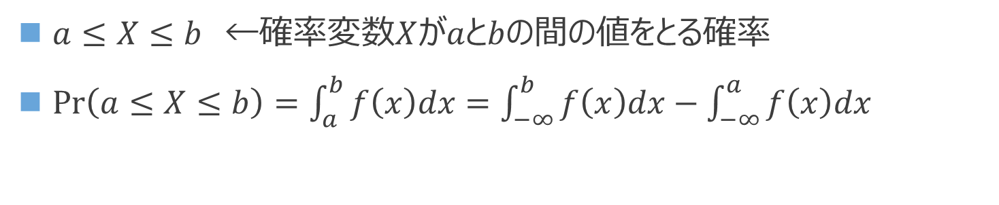 ■ 𝑎 ≤ 𝑋 ≤ 𝑏 ←確率変数𝑋が𝑎と𝑏の間の値をとる確率
■ Pr(𝑎 ≤ 𝑋 ≤ 𝑏) = ∫_𝑎^𝑏 𝑓(𝑥)𝑑𝑥 = ∫_{−∞}^𝑏 𝑓(𝑥)𝑑𝑥 − ∫_{−∞}^𝑎 𝑓(𝑥)𝑑𝑥